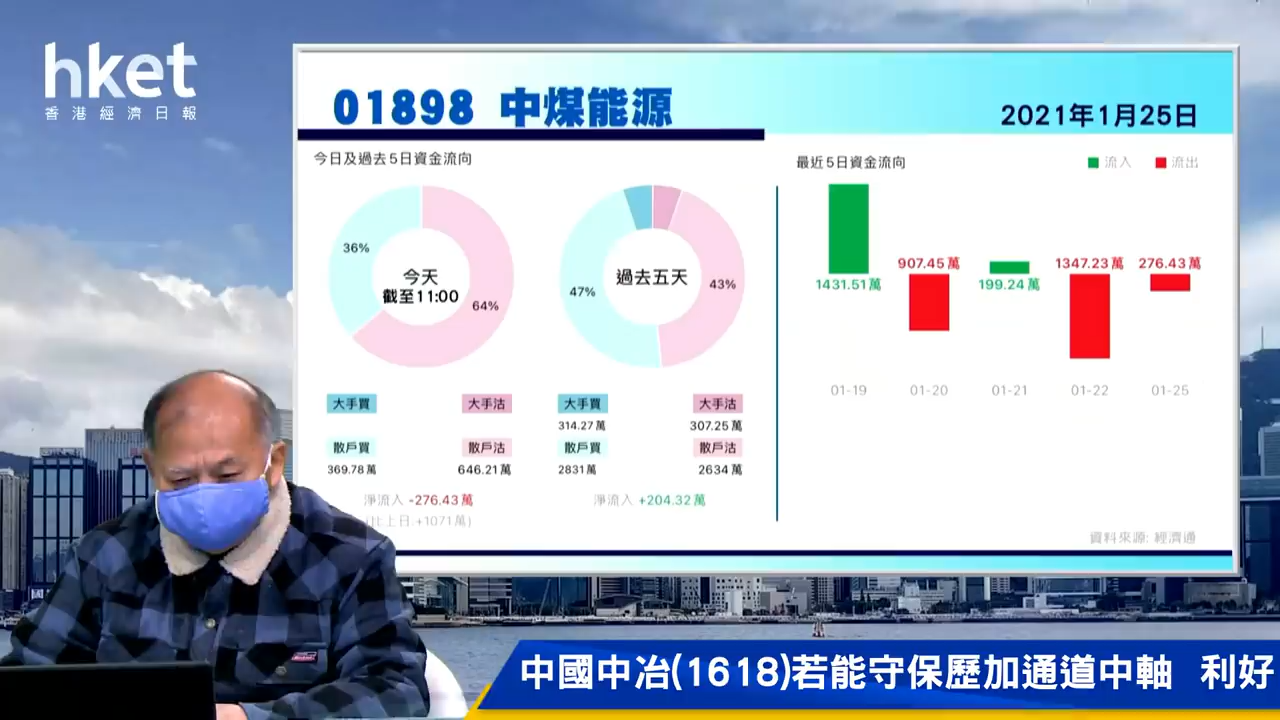 hket
香港經濟日報
01898 中煤能源
2021年1月25日
今日及過去5日資金流向
36%
今天
截至11:00
64%
47%
過去五天
43%
大手買
大手沽
散戶買
散戶沽
369.78萬
646.21萬
淨流入 -276.43萬
(比上日 +1071萬)
大手買
大手沽
314.27萬
307.25萬
散戶買
散戶沽
2831萬
2634萬
淨流入 +204.32萬
最近5日資金流向
流入
流出
1431.51萬
907.45萬
199.24萬
1347.23萬
276.43萬
01-19
01-20
01-21
01-22
01-25
資料來源: 經濟通
中國中冶(1618)若能守保歷加通道中軸 利好